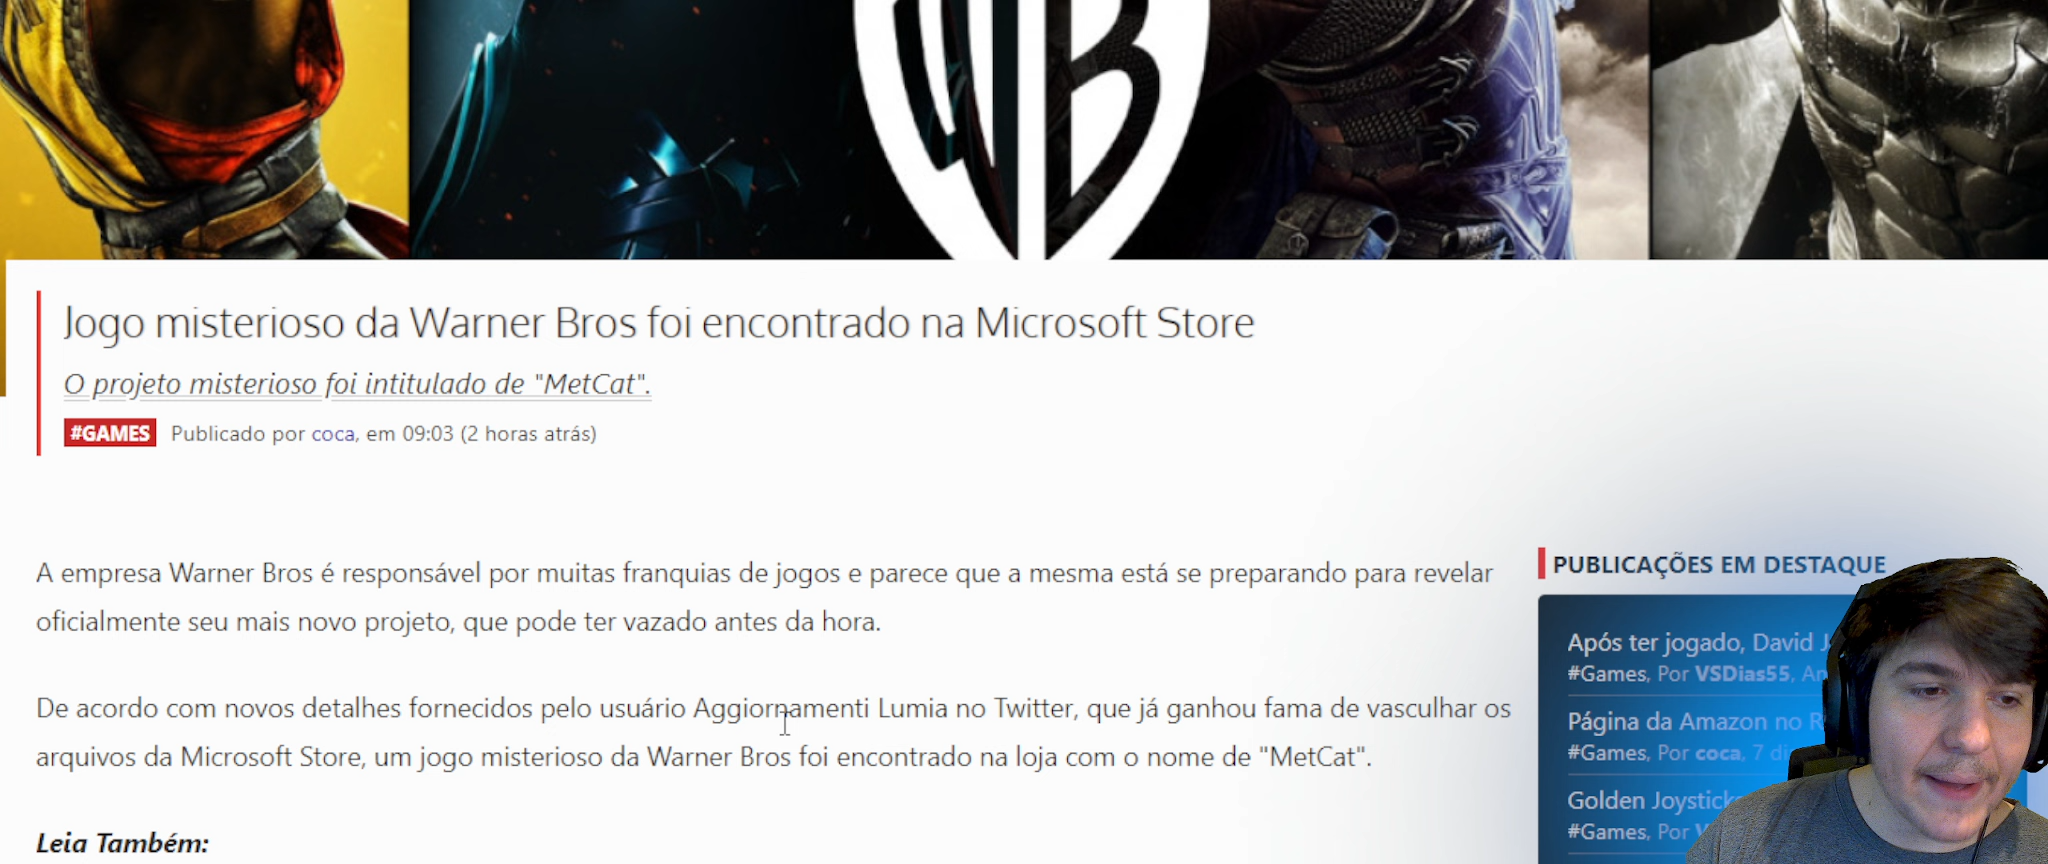 WB
Jogo misterioso da Warner Bros foi encontrado na Microsoft Store
O projeto misterioso foi intitulado de "MetCat".
#GAMES Publicado por coca, em 09:03 (2 horas atrás)
A empresa Warner Bros é responsável por muitas franquias de jogos e parece que a mesma está se preparando para revelar
oficialmente seu mais novo projeto, que pode ter vazado antes da hora.
De acordo com novos detalhes fornecidos pelo usuário Aggiornamenti Lumia no Twitter, que já ganhou fama de vasculhar os
arquivos da Microsoft Store, um jogo misterioso da Warner Bros foi encontrado na loja com o nome de "MetCat".
Leia Também:
PUBLICAÇÕES EM DESTAQUE
Após ter jogado, David
#Games, Por VSDias55,
Página da Amazon no
#Games, Por coca, 7
Golden Joystick
#Games, Por